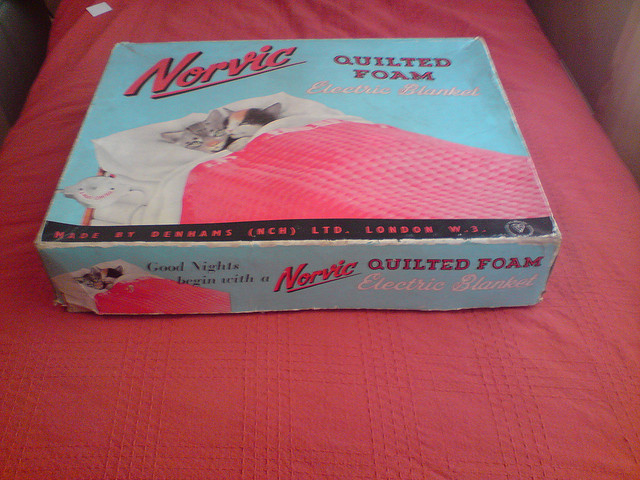 Norvic
QUILTED
FOAM
Electric Blanket
MADE BY DENHAMS (NCH) LTD. LONDON W.3.
Good Nights
begin with a
Norvic
QUILTED FOAM
Electric Blanket